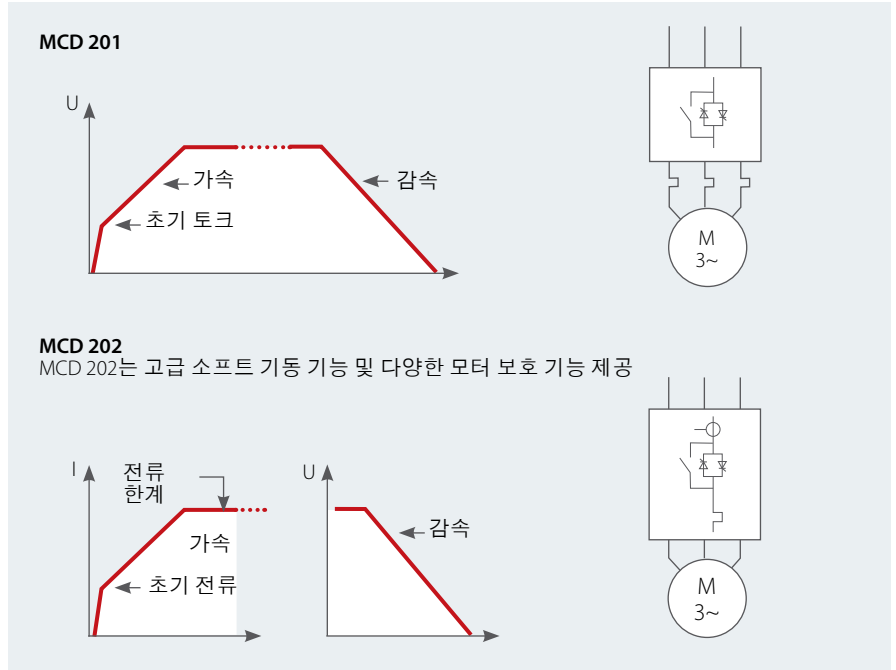 MCD 201
U
가속
감속
초기 토크
M
3~
MCD 202
MCD 202는 고급 소프트 기동 기능 및 다양한 모터 보호 기능 제공
I
전류
한계
U
가속
감속
초기 전류
M
3~